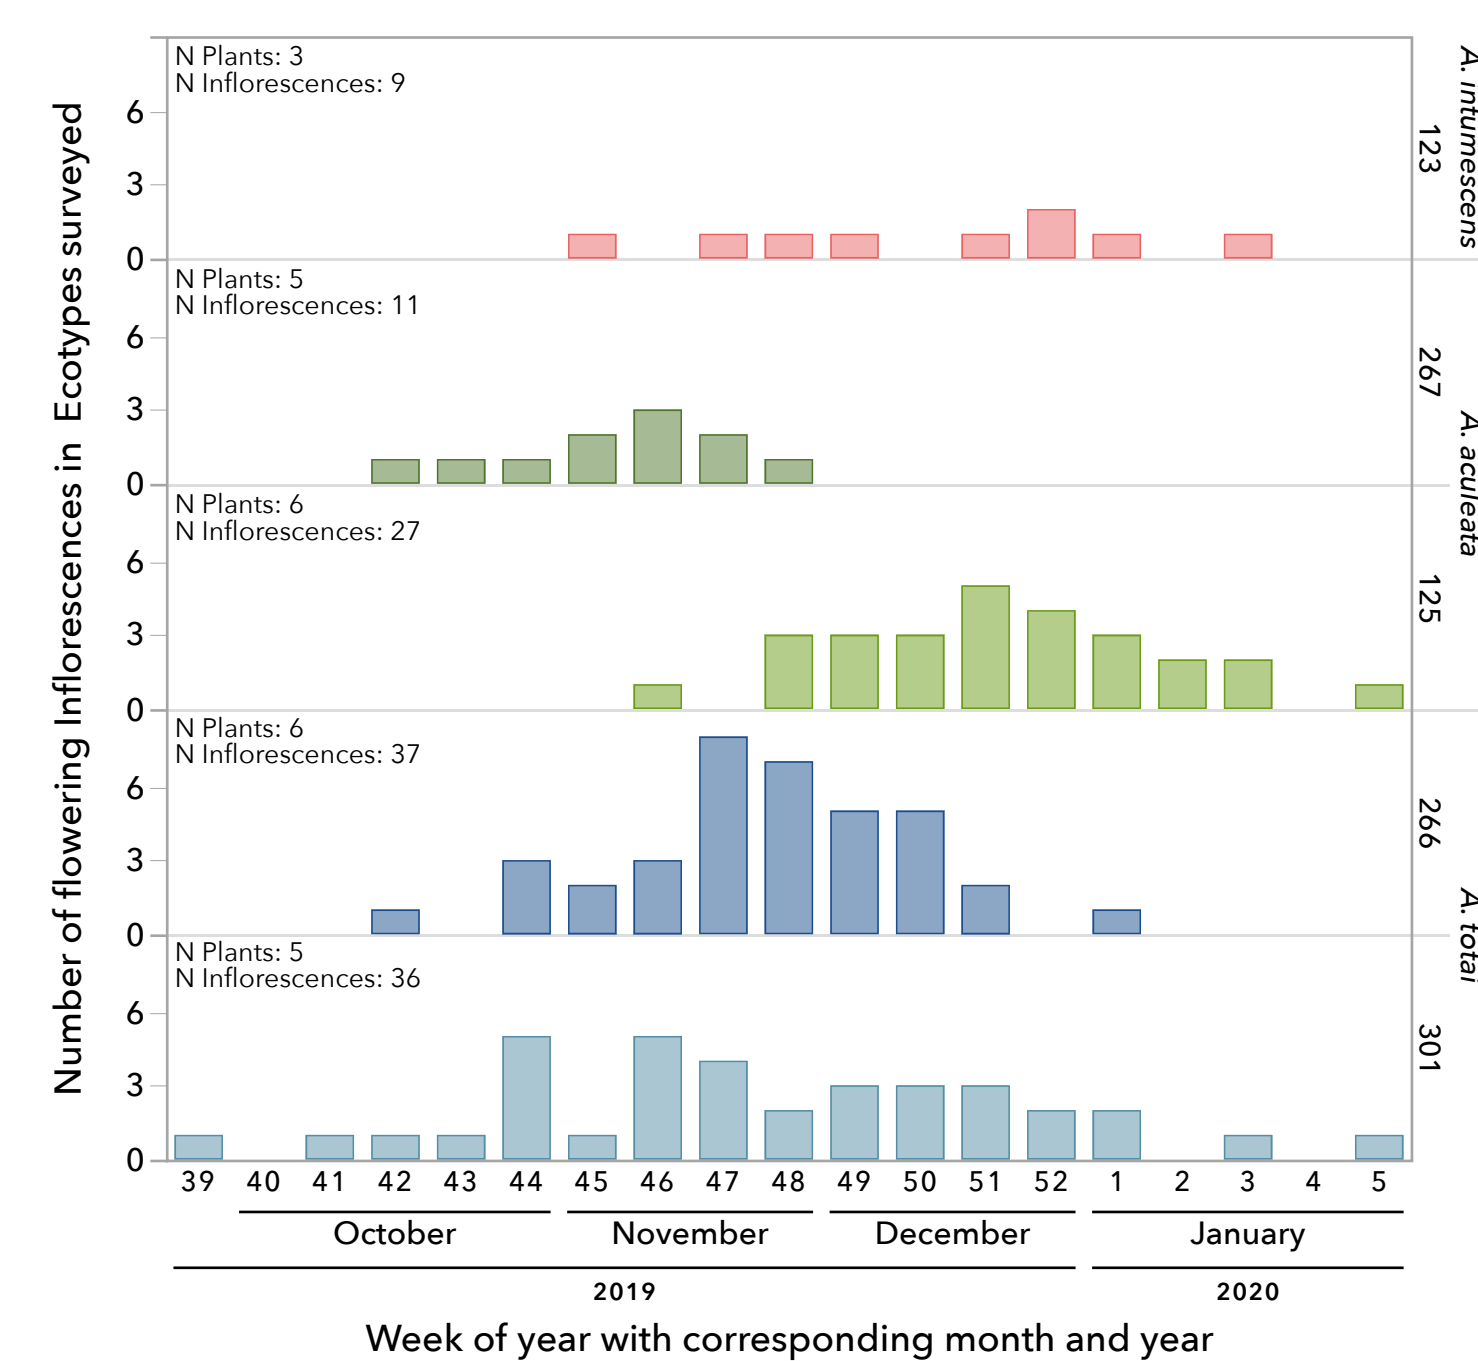 Number of flowering Inflorescences in Ecotypes surveyed
N Plants: 3
N Inflorescences: 9
6
3
0
123
A. intumescens
N Plants: 5
N Inflorescences: 11
6
3
0
267
A. aculeata
N Plants: 6
N Inflorescences: 27
6
3
0
125
N Plants: 6
N Inflorescences: 37
6
3
0
266
A. total
N Plants: 5
N Inflorescences: 36
6
3
0
301
39 40 41 42 43 44 45 46 47 48 49 50 51 52 1 2 3 4 5
October November December January
2019 2020
Week of year with corresponding month and year